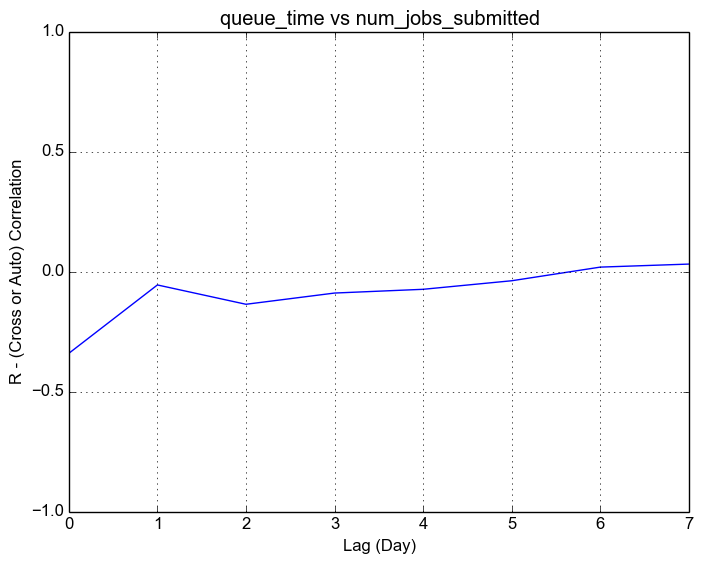 queue_time vs num_jobs_submitted
1.0
0.5
0.0
−0.5
−1.0
R - (Cross or Auto) Correlation
0 1 2 3 4 5 6 7
Lag (Day)